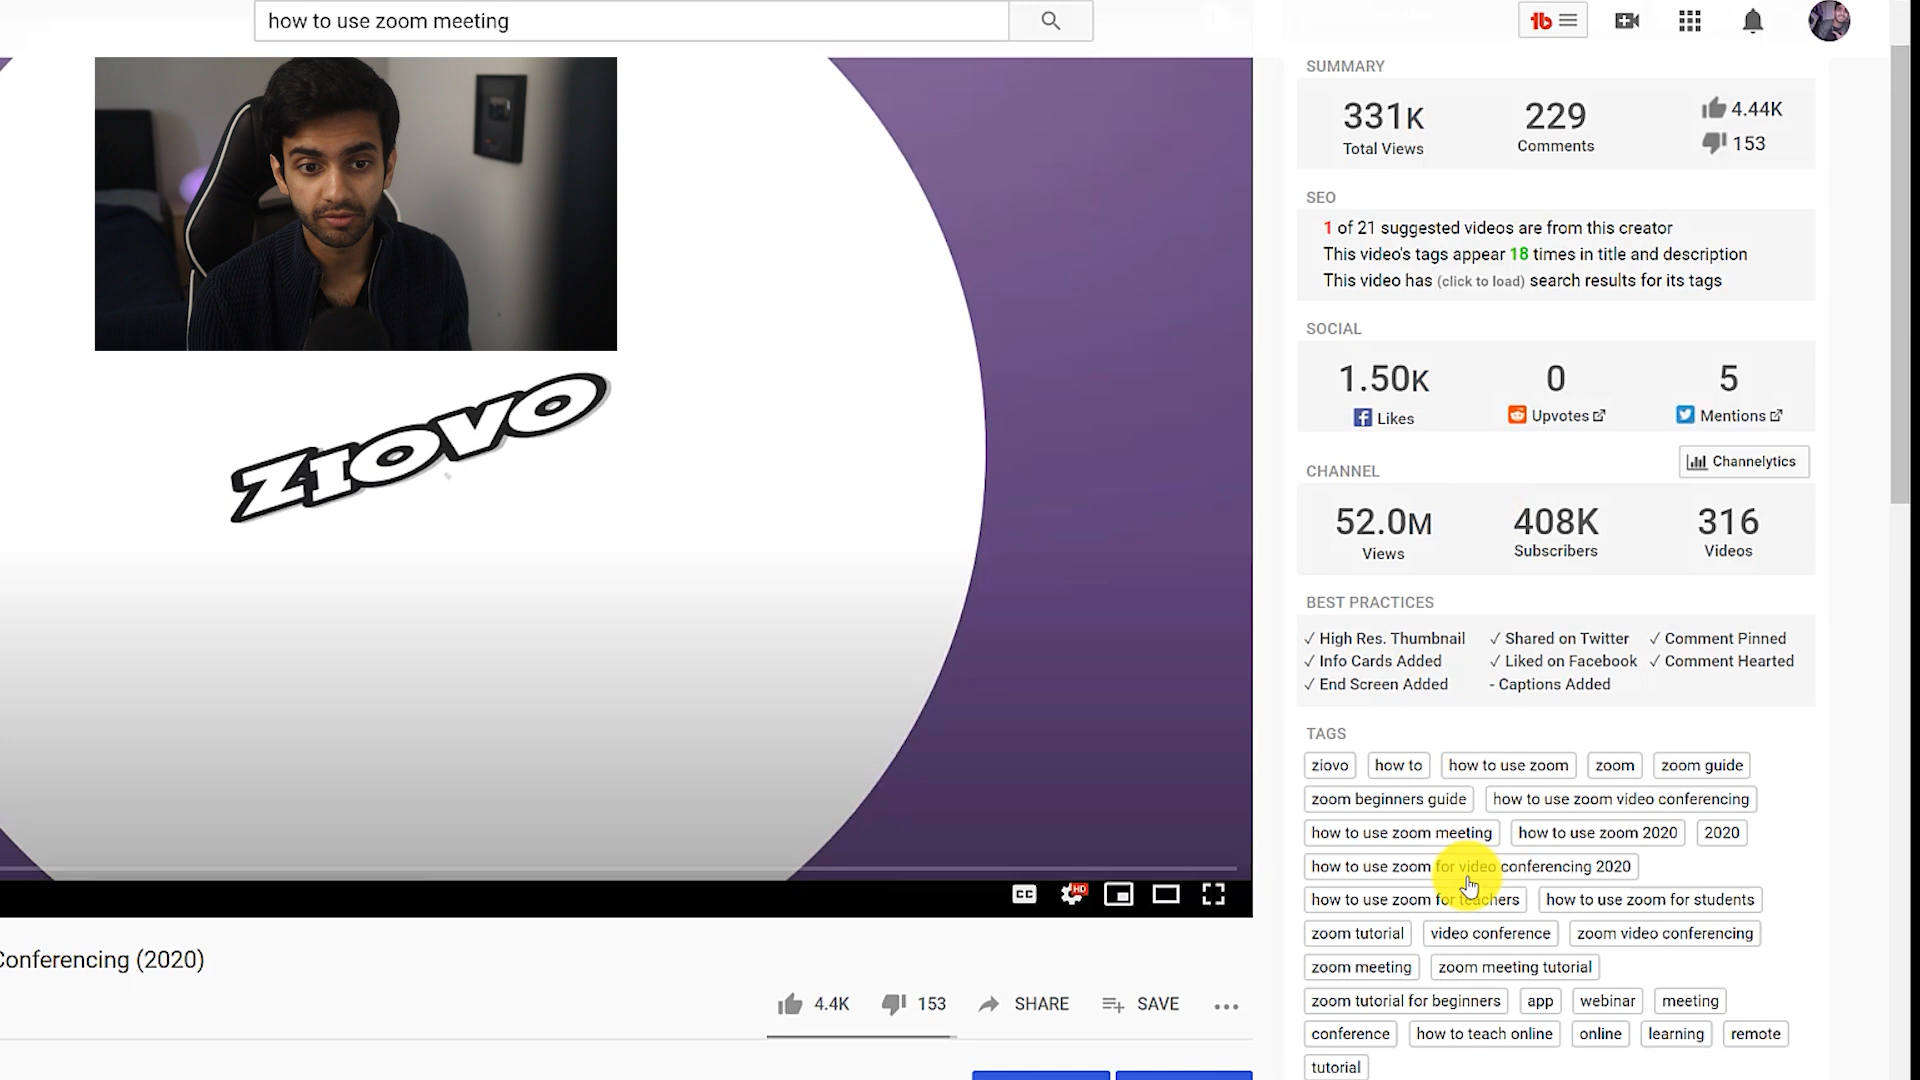 how to use zoom meeting
tb
ZIOVO
CC
HD
Conferencing (2020)
4.4K
153
SHARE
SAVE
SUMMARY
331K
Total Views
229
Comments
4.44K
153
SEO
1 of 21 suggested videos are from this creator
This video's tags appear 18 times in title and description
This video has (click to load) search results for its tags
SOCIAL
1.50K
Likes
0
Upvotes
5
Mentions
CHANNEL
Channelytics
52.0M
Views
408K
Subscribers
316
Videos
BEST PRACTICES
✓ High Res. Thumbnail ✓ Shared on Twitter ✓ Comment Pinned
✓ Info Cards Added ✓ Liked on Facebook ✓ Comment Hearted
✓ End Screen Added - Captions Added
TAGS
ziovo how to how to use zoom zoom zoom guide
zoom beginners guide how to use zoom video conferencing
how to use zoom meeting how to use zoom 2020 2020
how to use zoom for video conferencing 2020
how to use zoom for teachers how to use zoom for students
zoom tutorial video conference zoom video conferencing
zoom meeting zoom meeting tutorial
zoom tutorial for beginners app webinar meeting
conference how to teach online online learning remote
tutorial